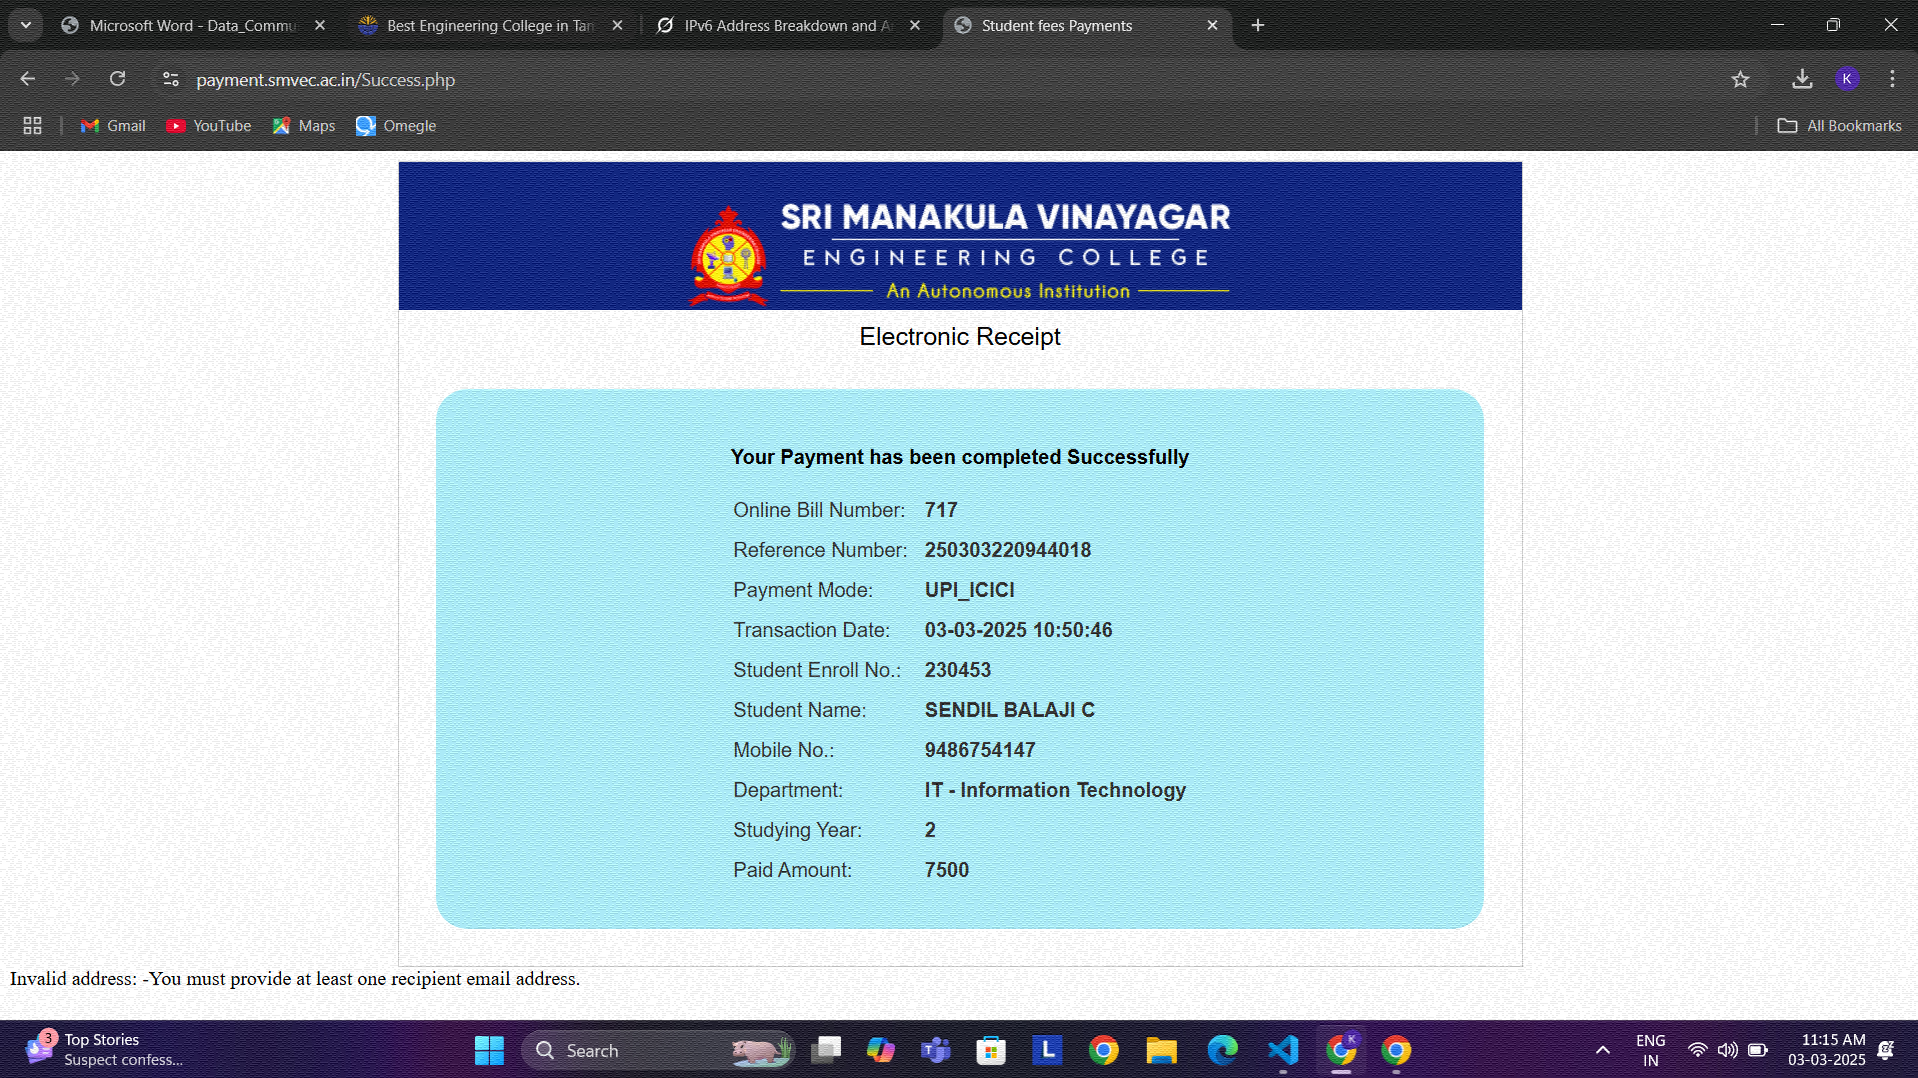 Microsoft Word - Data_Commu
Best Engineering College in Tam
IPv6 Address Breakdown and A
Student fees Payments
payment.smvec.ac.in/Success.php
K
Gmail
YouTube
Maps
Omegle
All Bookmarks
SRI MANAKULA VINAYAGAR
ENGINEERING COLLEGE
An Autonomous Institution
Electronic Receipt
Your Payment has been completed Successfully
Online Bill Number: 717
Reference Number: 250303220944018
Payment Mode: UPI_ICICI
Transaction Date: 03-03-2025 10:50:46
Student Enroll No.: 230453
Student Name: SENDIL BALAJI C
Mobile No.: 9486754147
Department: IT - Information Technology
Studying Year: 2
Paid Amount: 7500
Invalid address: -You must provide at least one recipient email address.
3
Top Stories
Suspect confess...
Search
L
K
ENG
IN
11:15 AM
03-03-2025